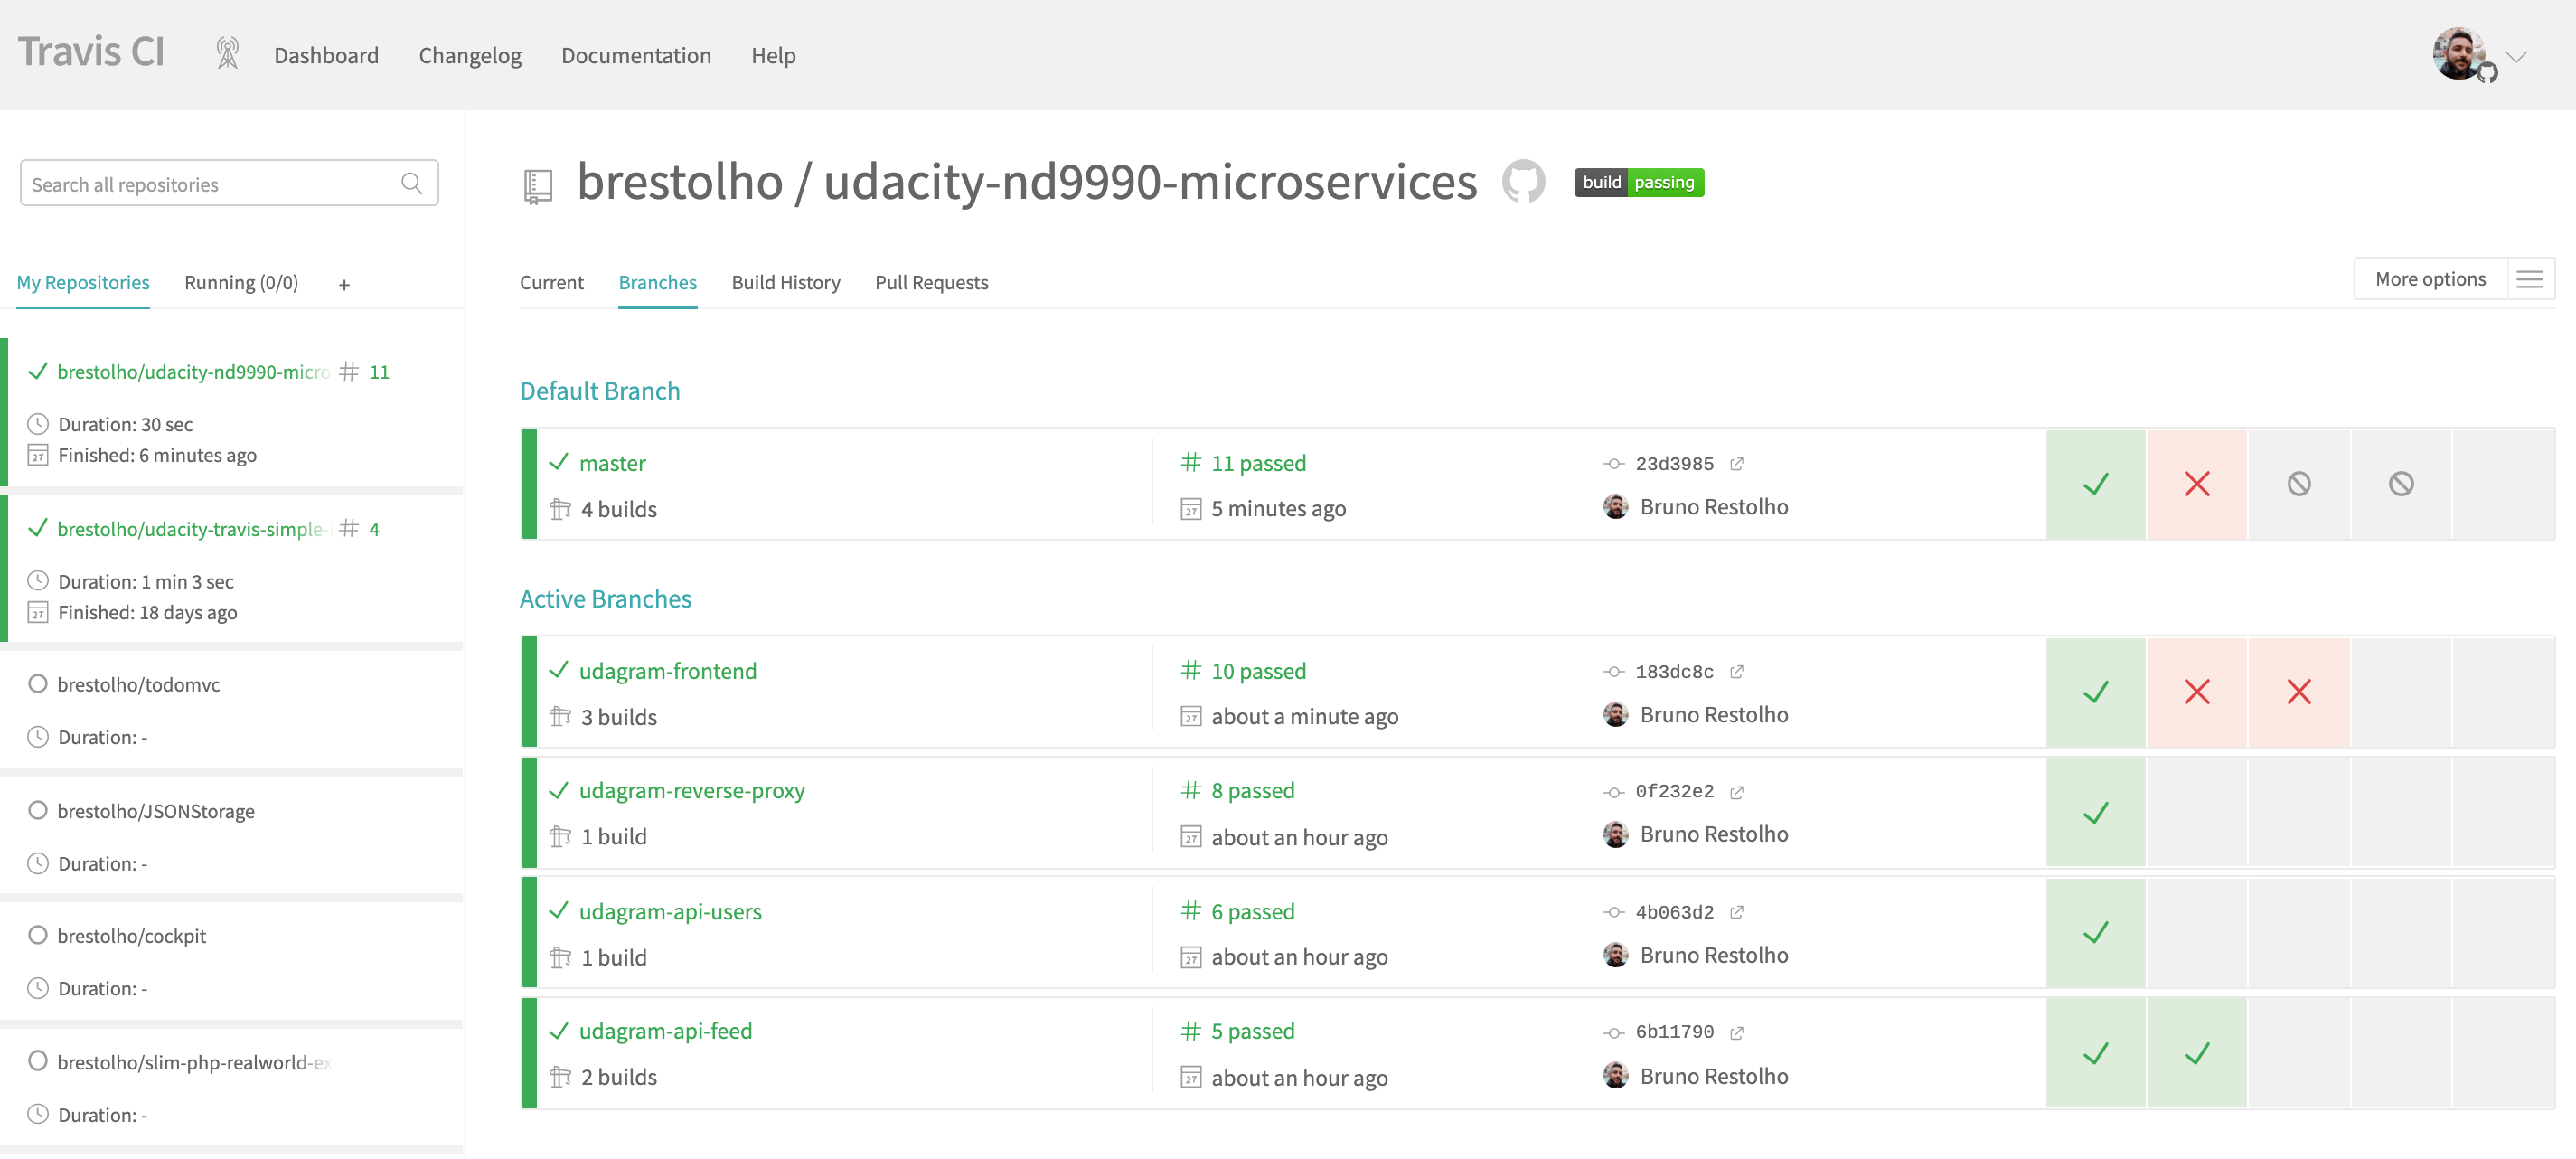 Travis CI
Dashboard
Changelog
Documentation
Help
Search all repositories
My Repositories
Running (0/0)
+
brestolho/udacity-nd9990-micro
# 11
Duration: 30 sec
27 Finished: 6 minutes ago
brestolho/udacity-travis-simple-
# 4
Duration: 1 min 3 sec
27 Finished: 18 days ago
brestolho/todomvc
Duration: -
brestolho/JSONStorage
Duration: -
brestolho/cockpit
Duration: -
brestolho/slim-php-realworld-ex
Duration: -
brestolho / udacity-nd9990-microservices
build passing
Current
Branches
Build History
Pull Requests
More options
Default Branch
master
4 builds
# 11 passed
27 5 minutes ago
23d3985
Bruno Restolho
Active Branches
udagram-frontend
3 builds
# 10 passed
27 about a minute ago
183dc8c
Bruno Restolho
udagram-reverse-proxy
1 build
# 8 passed
27 about an hour ago
0f232e2
Bruno Restolho
udagram-api-users
1 build
# 6 passed
27 about an hour ago
4b063d2
Bruno Restolho
udagram-api-feed
2 builds
# 5 passed
27 about an hour ago
6b11790
Bruno Restolho